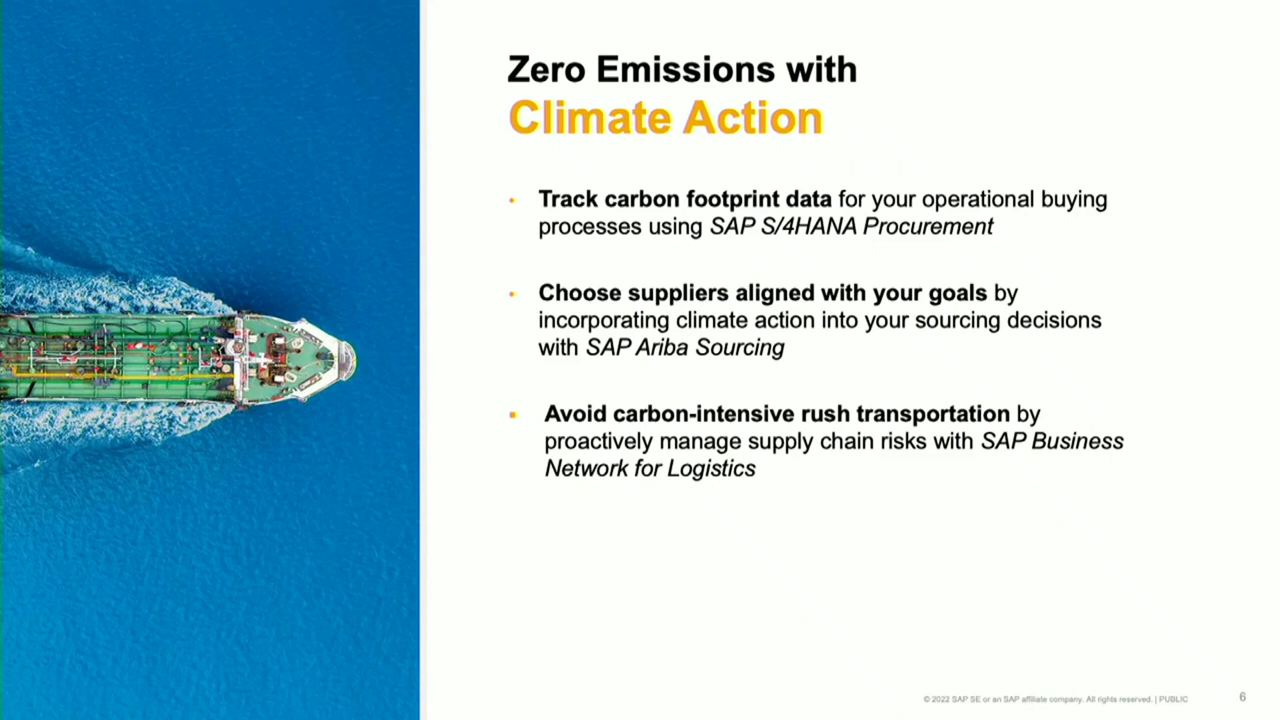 Zero Emissions with
Climate Action
• Track carbon footprint data for your operational buying
processes using SAP S/4HANA Procurement
• Choose suppliers aligned with your goals by
incorporating climate action into your sourcing decisions
with SAP Ariba Sourcing
▪ Avoid carbon-intensive rush transportation by
proactively manage supply chain risks with SAP Business
Network for Logistics
© 2022 SAP SE or an SAP affiliate company. All rights reserved. | PUBLIC
6